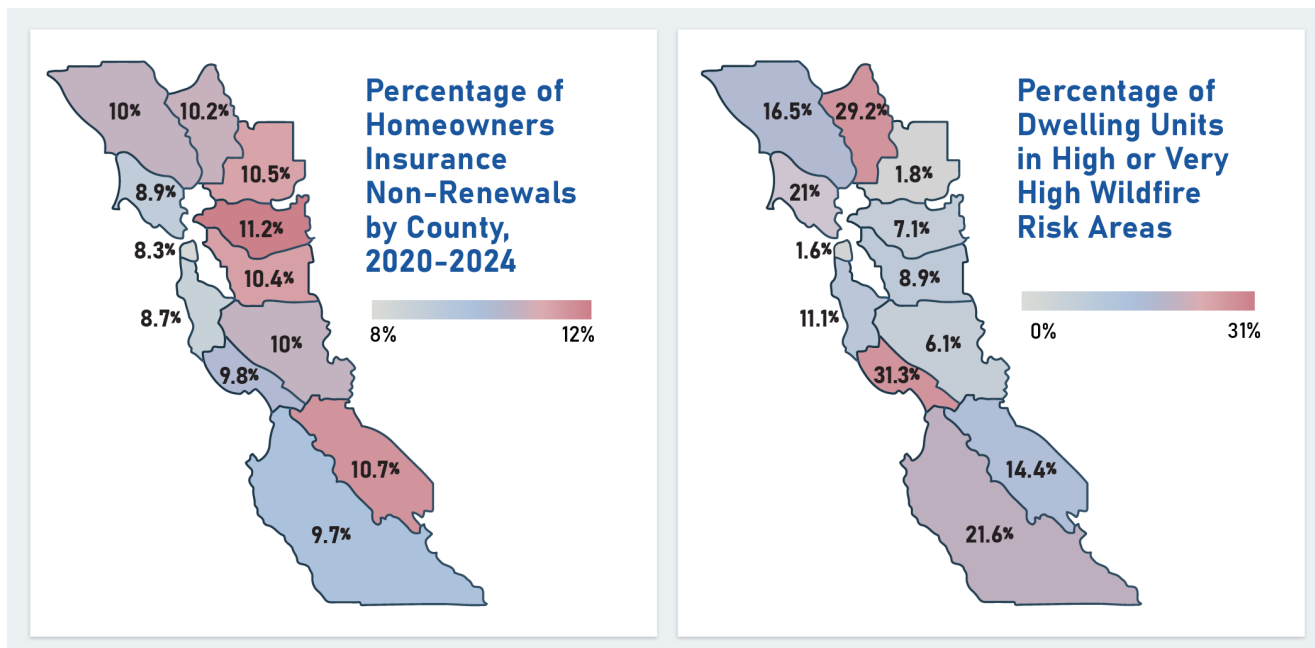 Percentage of
Homeowners
Insurance
Non-Renewals
by County,
2020-2024
8%
12%
10%
10.2%
10.5%
8.9%
11.2%
8.3%
10.4%
8.7%
10%
9.8%
10.7%
9.7%
Percentage of
Dwelling Units
in High or Very
High Wildfire
Risk Areas
0%
31%
16.5%
29.2%
1.8%
21%
7.1%
1.6%
8.9%
11.1%
6.1%
31.3%
14.4%
21.6%